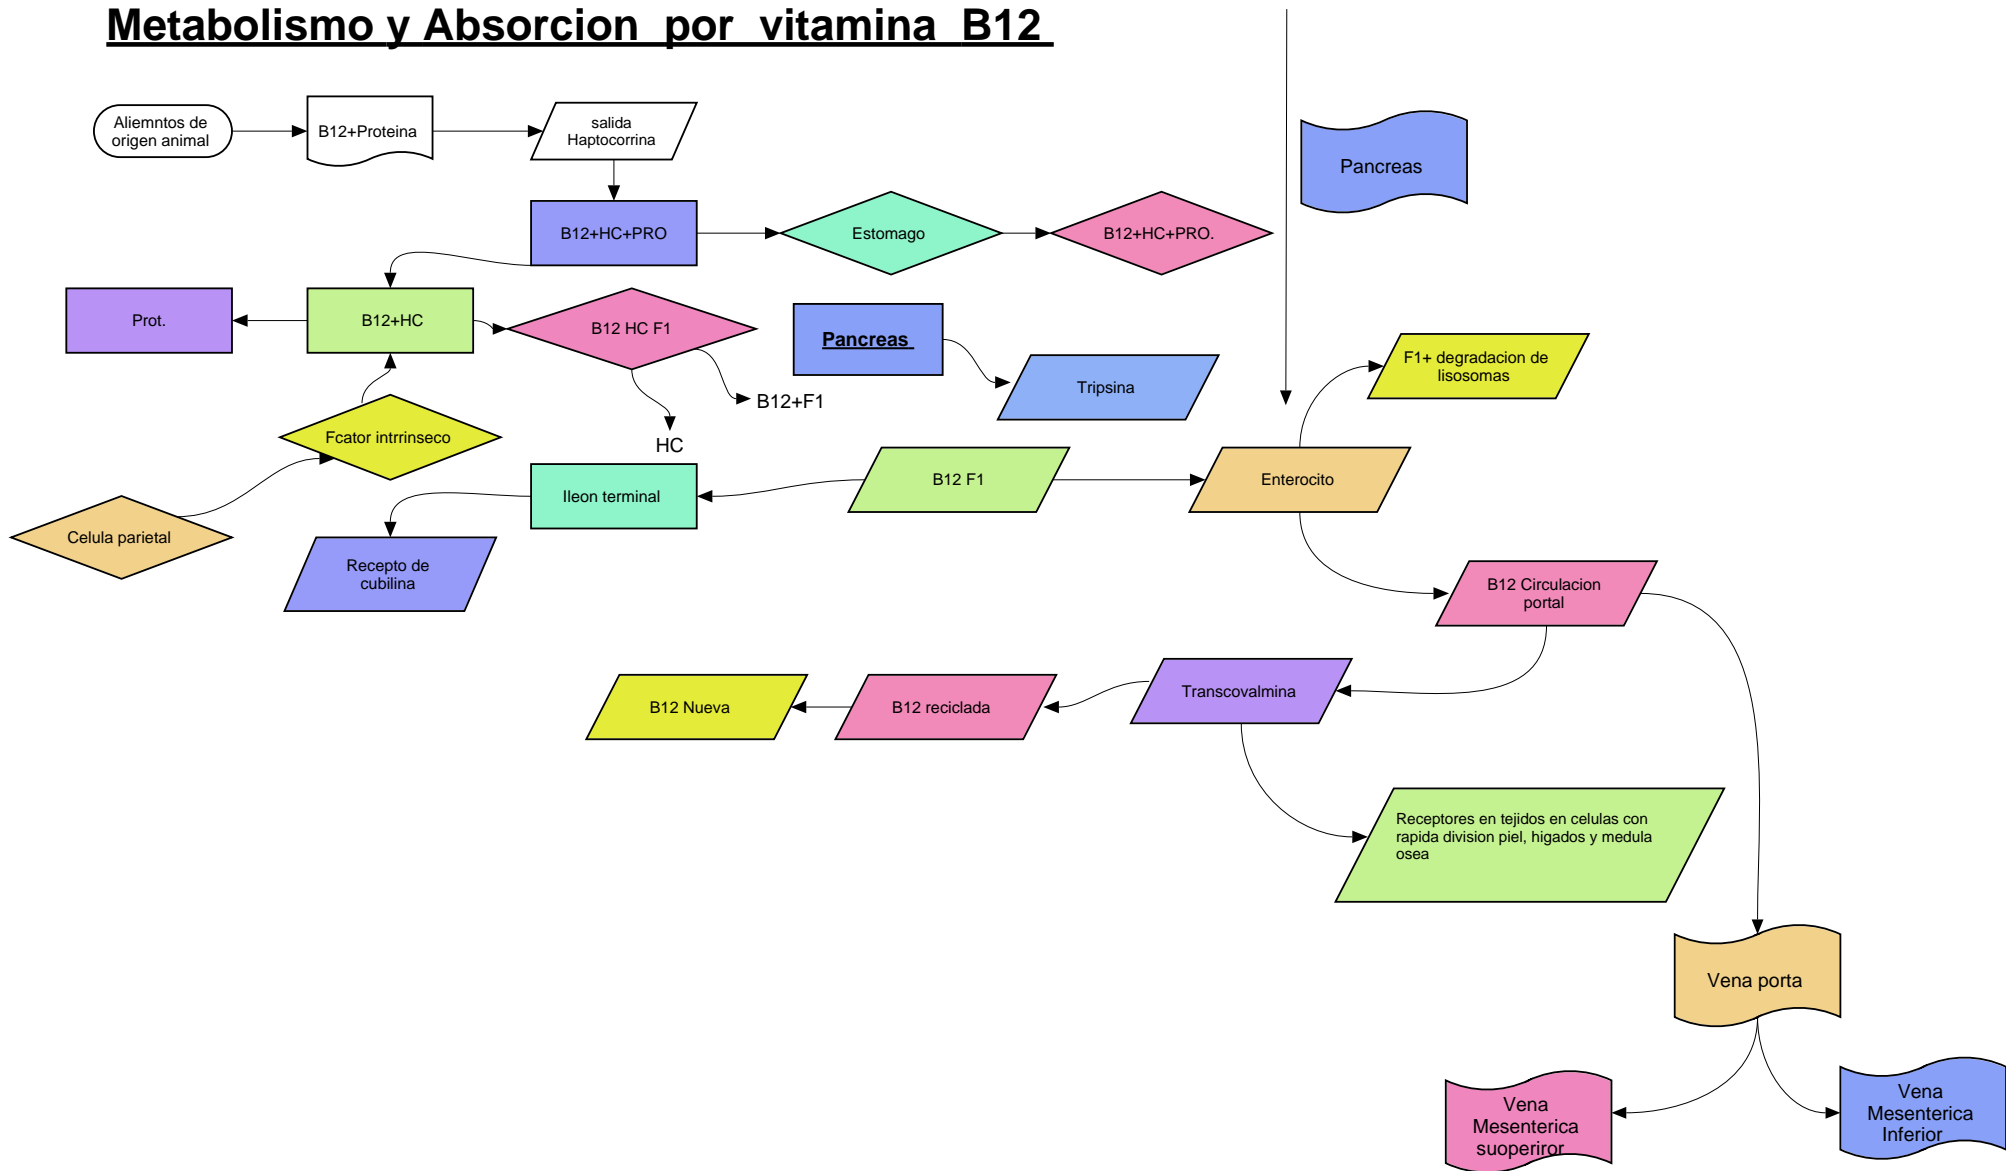 Metabolismo y Absorcion por vitamina B12
Aliemntos de
origen animal
B12+Proteina
salida
Haptocorrina
Pancreas
B12+HC+PRO
Estomago
B12+HC+PRO.
Prot.
B12+HC
B12 HC F1
Pancreas
Tripsina
F1+ degradacion de
lisosomas
B12+F1
HC
Fcator intrrinseco
Ileon terminal
B12 F1
Enterocito
Celula parietal
Recepto de
cubilina
B12 Circulacion
portal
B12 Nueva
B12 reciclada
Transcovalmina
Receptores en tejidos en celulas con
rapida division piel, higados y medula
osea
Vena porta
Vena
Mesenterica
suoperiror
Vena
Mesenterica
Inferior